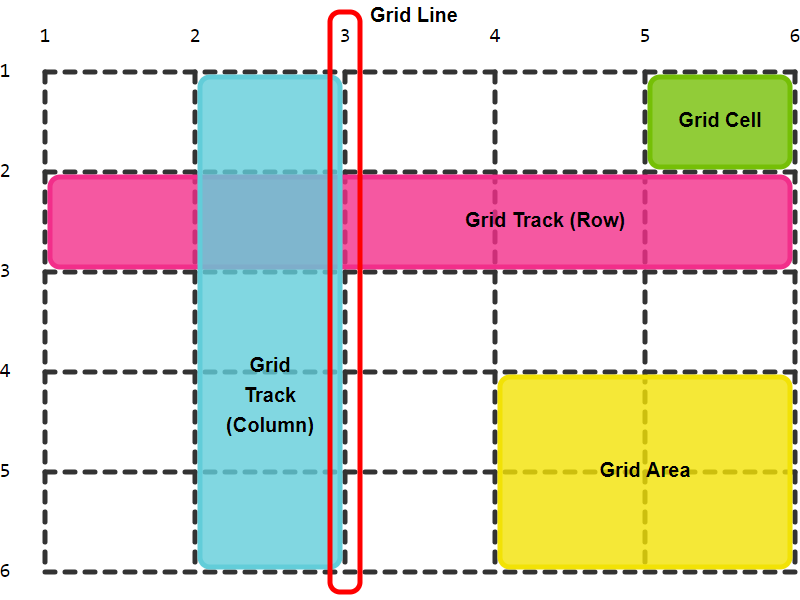 Grid Line
1 2 3 4 5 6
1
Grid Cell
2
Grid Track (Row)
3
Grid
4
Track
(Column)
5
Grid Area
6